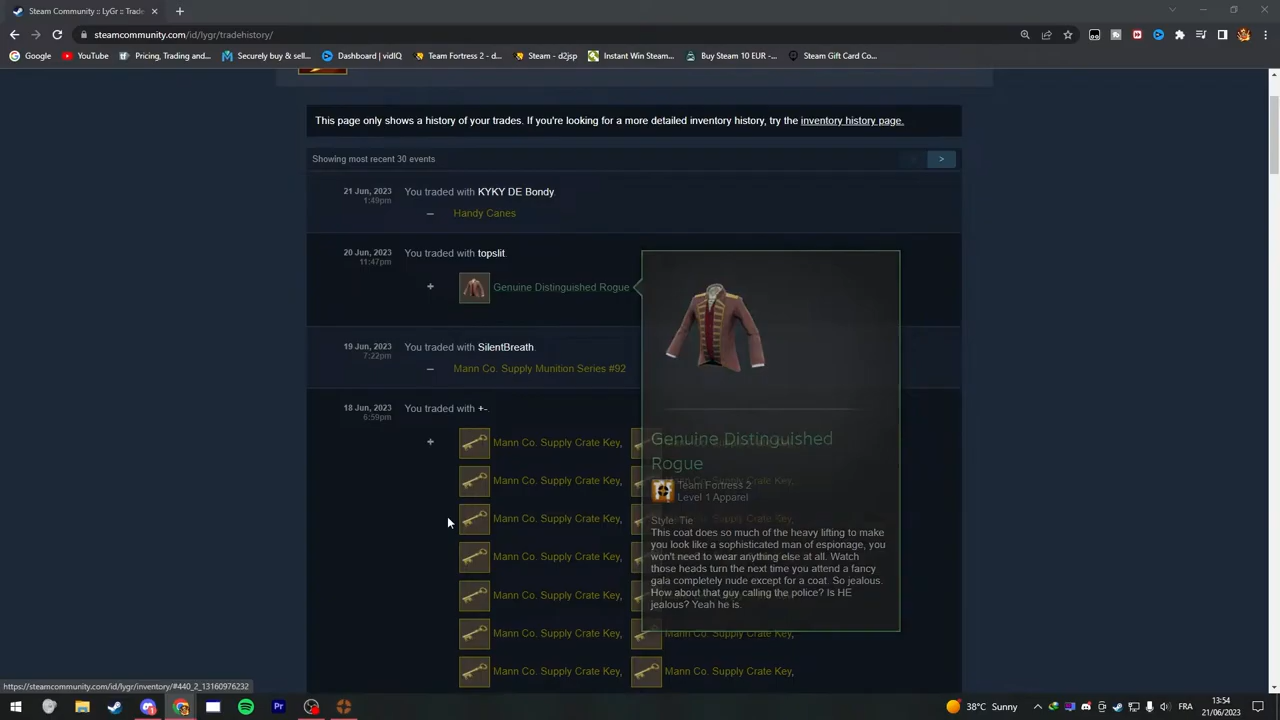 Steam Community :: LyGr :: Trade
steamcommunity.com/id/lygr/tradehistory/
Google
YouTube
Pricing, Trading and...
Securely buy & sell...
Dashboard | vidIQ
Team Fortress 2 - d...
Steam - d2jsp
Instant Win Steam...
Buy Steam 10 EUR -...
Steam Gift Card Co...
This page only shows a history of your trades. If you're looking for a more detailed inventory history, try the inventory history page.
Showing most recent 30 events
>
21 Jun, 2023
1:49pm
You traded with KYKY DE Bondy.
– Handy Canes
20 Jun, 2023
11:47pm
You traded with topslit.
+ Genuine Distinguished Rogue
19 Jun, 2023
7:22pm
You traded with SilentBreath.
– Mann Co. Supply Munition Series #92
18 Jun, 2023
6:59pm
You traded with +-.
+ Mann Co. Supply Crate Key,
Mann Co. Supply Crate Key,
Mann Co. Supply Crate Key,
Mann Co. Supply Crate Key,
Mann Co. Supply Crate Key,
Mann Co. Supply Crate Key, Mann Co. Supply Crate Key,
Mann Co. Supply Crate Key, Mann Co. Supply Crate Key,
Genuine Distinguished
Rogue
Team Fortress 2
Level 1 Apparel
Style: Tie
This coat does so much of the heavy lifting to make
you look like a sophisticated man of espionage, you
won't need to wear anything else at all. Watch
those heads turn the next time you attend a fancy
gala completely nude except for a coat. So jealous.
How about that guy calling the police? Is HE
jealous? Yeah he is.
https://steamcommunity.com/id/lygr/inventory/#440_2_13160976232
38°C Sunny
FRA
13:54
21/06/2023